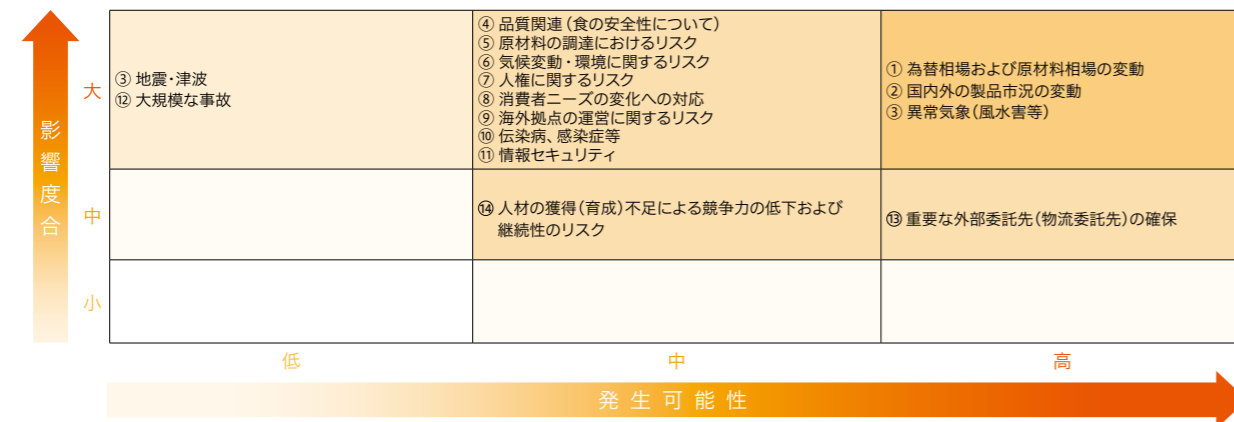 影響度合
大
③ 地震・津波
⑫ 大規模な事故
④ 品質関連（食の安全性について）
⑤ 原材料の調達におけるリスク
⑥ 気候変動・環境に関するリスク
⑦ 人権に関するリスク
⑧ 消費者ニーズの変化への対応
⑨ 海外拠点の運営に関するリスク
⑩ 伝染病、感染症等
⑪ 情報セキュリティ
① 為替相場および原材料相場の変動
② 国内外の製品市況の変動
③ 異常気象（風水害等）
中
⑭ 人材の獲得（育成）不足による競争力の低下および
継続性のリスク
⑬ 重要な外部委託先（物流委託先）の確保
小
低
中
高
発生可能性